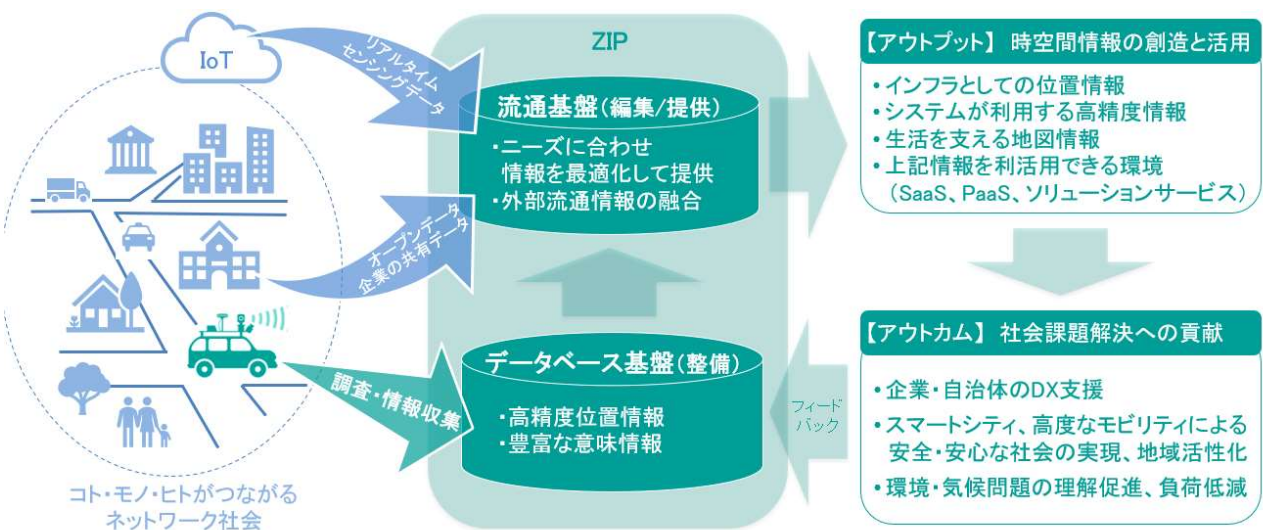 IoT
リアルタイム
センシングデータ
オープンデータ
企業の共有データ
調査・情報収集
コト・モノ・ヒトがつながる
ネットワーク社会
ZIP
流通基盤(編集/提供)
・ニーズに合わせ
情報を最適化して提供
・外部流通情報の融合
データベース基盤(整備)
・高精度位置情報
・豊富な意味情報
【アウトプット】 時空間情報の創造と活用
・インフラとしての位置情報
・システムが利用する高精度情報
・生活を支える地図情報
・上記情報を利活用できる環境
(SaaS、PaaS、ソリューションサービス)
【アウトカム】 社会課題解決への貢献
・企業・自治体のDX支援
・スマートシティ、高度なモビリティによる
安全・安心な社会の実現、地域活性化
・環境・気候問題の理解促進、負荷低減
フィード
バック